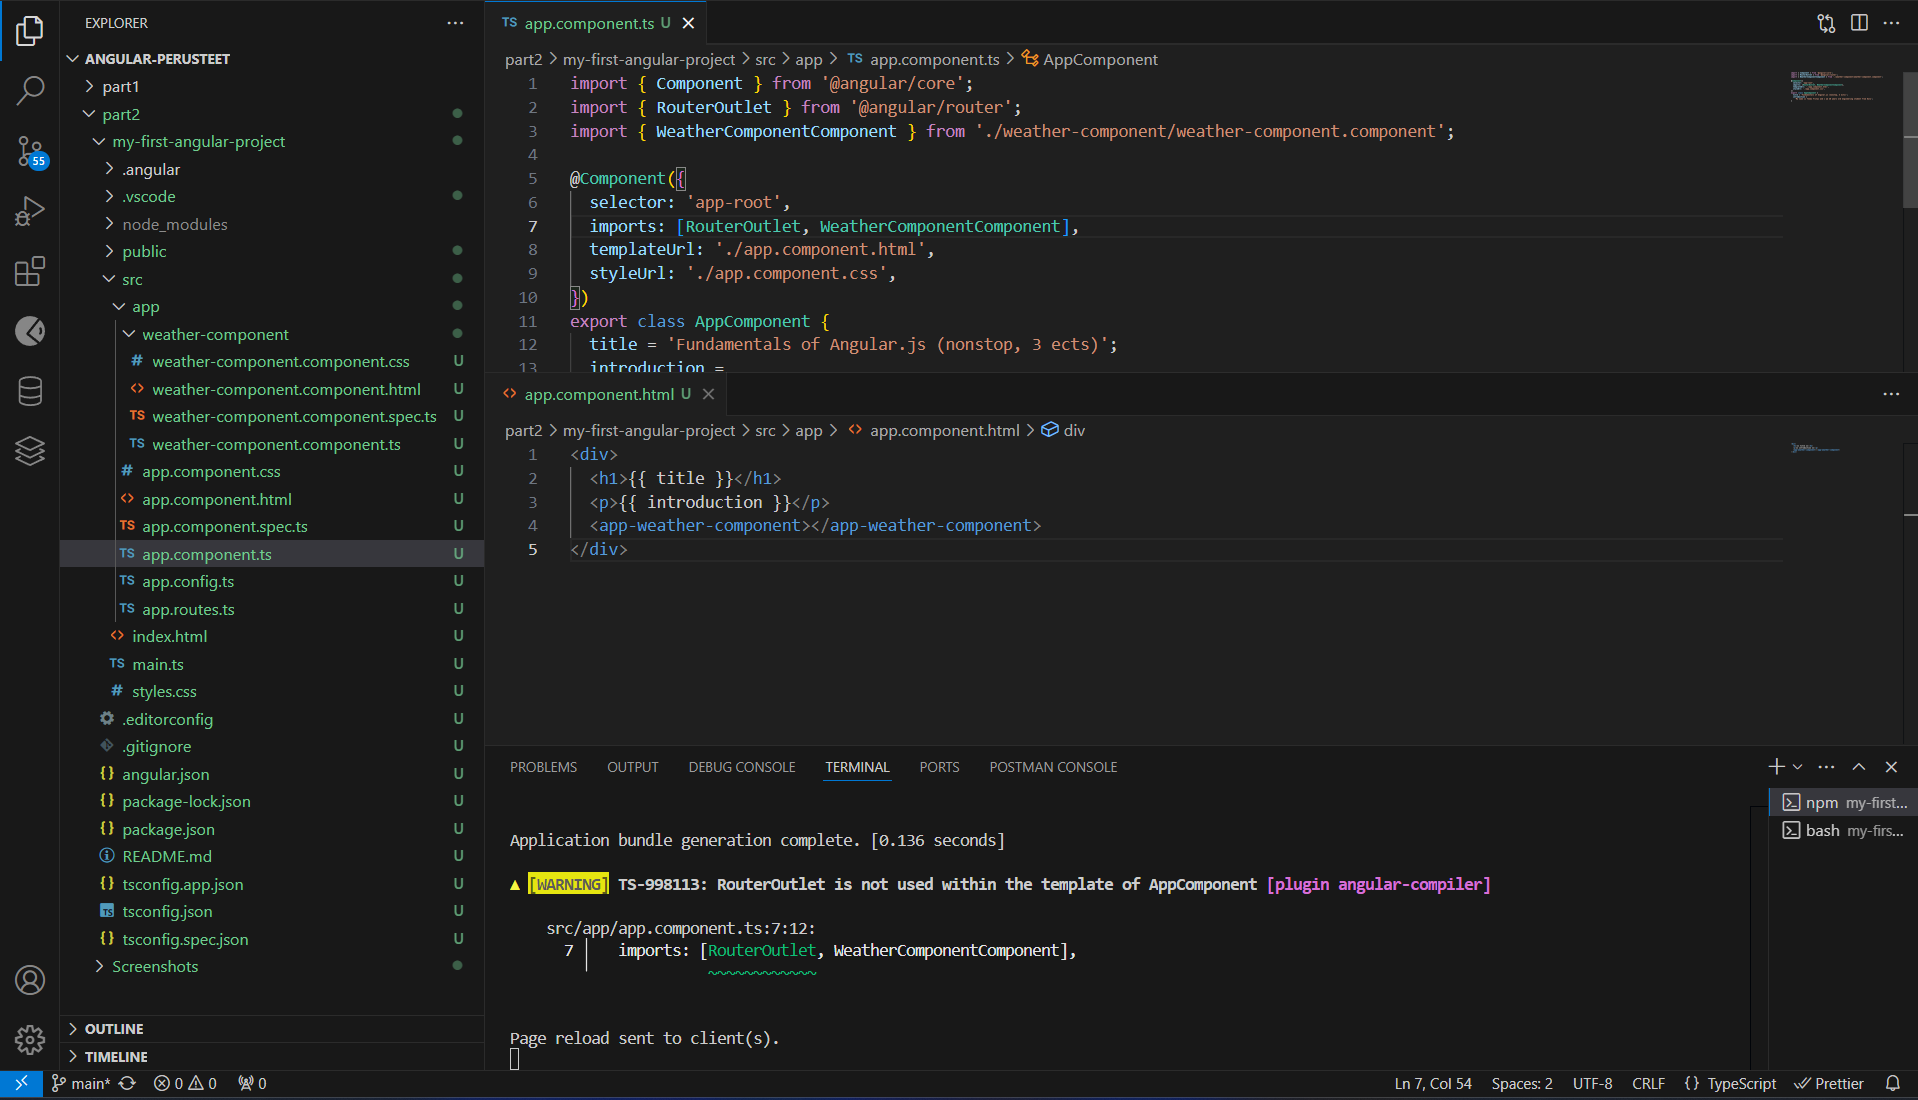 EXPLORER
ANGULAR-PERUSTEET
part1
part2
my-first-angular-project
.angular
.vscode
node_modules
public
src
app
weather-component
# weather-component.component.css U
<> weather-component.component.html U
TS weather-component.component.spec.ts U
TS weather-component.component.ts U
# app.component.css U
<> app.component.html U
TS app.component.spec.ts U
TS app.component.ts U
TS app.config.ts U
TS app.routes.ts U
<> index.html U
TS main.ts U
# styles.css U
.editorconfig U
.gitignore U
{} angular.json U
{} package-lock.json U
{} package.json U
README.md U
{} tsconfig.app.json U
TS tsconfig.json U
{} tsconfig.spec.json U
Screenshots
OUTLINE
TIMELINE
55
TS app.component.ts U
part2 > my-first-angular-project > src > app > TS app.component.ts > AppComponent
1 import { Component } from '@angular/core';
2 import { RouterOutlet } from '@angular/router';
3 import { WeatherComponentComponent } from './weather-component/weather-component.component';
4
5 @Component({
6 selector: 'app-root',
7 imports: [RouterOutlet, WeatherComponentComponent],
8 templateUrl: './app.component.html',
9 styleUrl: './app.component.css',
10 })
11 export class AppComponent {
12 title = 'Fundamentals of Angular.js (nonstop, 3 ects)';
13 introduction =
<> app.component.html U
part2 > my-first-angular-project > src > app > <> app.component.html > div
1 <div>
2 <h1>{{ title }}</h1>
3 <p>{{ introduction }}</p>
4 <app-weather-component></app-weather-component>
5 </div>
PROBLEMS OUTPUT DEBUG CONSOLE TERMINAL PORTS POSTMAN CONSOLE
npm my-first...
bash my-firs...
Application bundle generation complete. [0.136 seconds]
▲ [WARNING] TS-998113: RouterOutlet is not used within the template of AppComponent [plugin angular-compiler]
src/app/app.component.ts:7:12:
7 │ imports: [RouterOutlet, WeatherComponentComponent],
~~~~~~~~~~~~
Page reload sent to client(s).
main* 0 0 0 Ln 7, Col 54 Spaces: 2 UTF-8 CRLF {} TypeScript Prettier